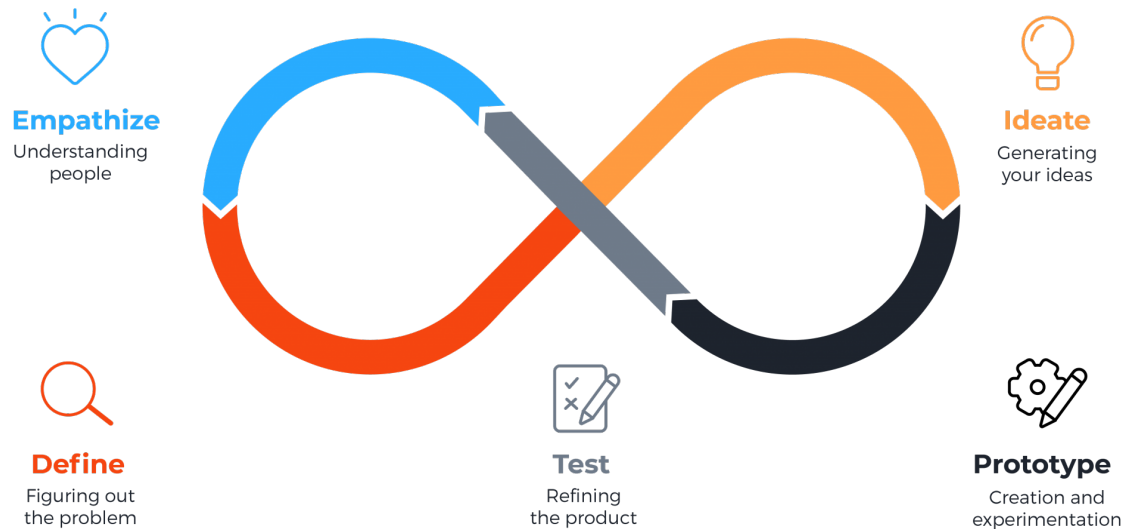 Empathize
Understanding
people
Ideate
Generating
your ideas
Define
Figuring out
the problem
Test
Refining
the product
Prototype
Creation and
experimentation